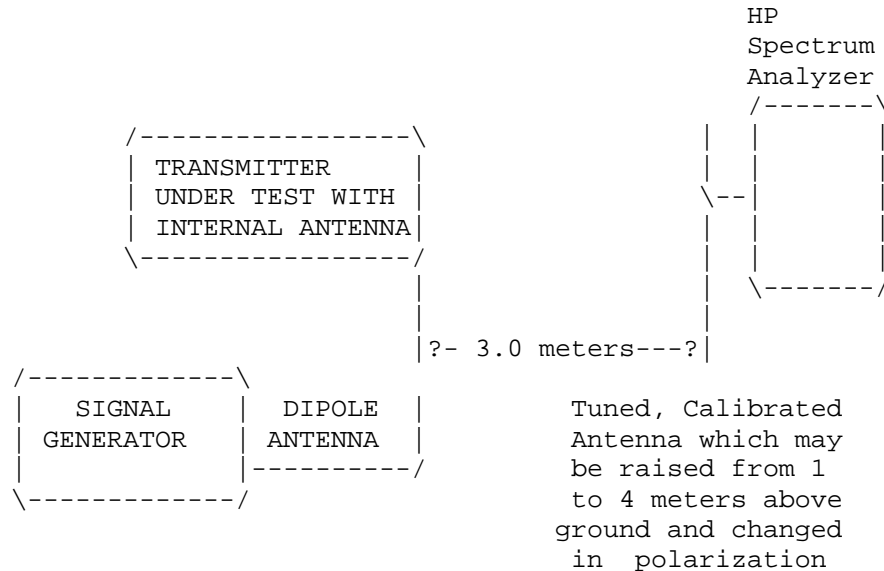 HP
Spectrum
Analyzer
TRANSMITTER
UNDER TEST WITH
INTERNAL ANTENNA
?- 3.0 meters---?
SIGNAL
GENERATOR
DIPOLE
ANTENNA
Tuned, Calibrated
Antenna which may
be raised from 1
to 4 meters above
ground and changed
in polarization